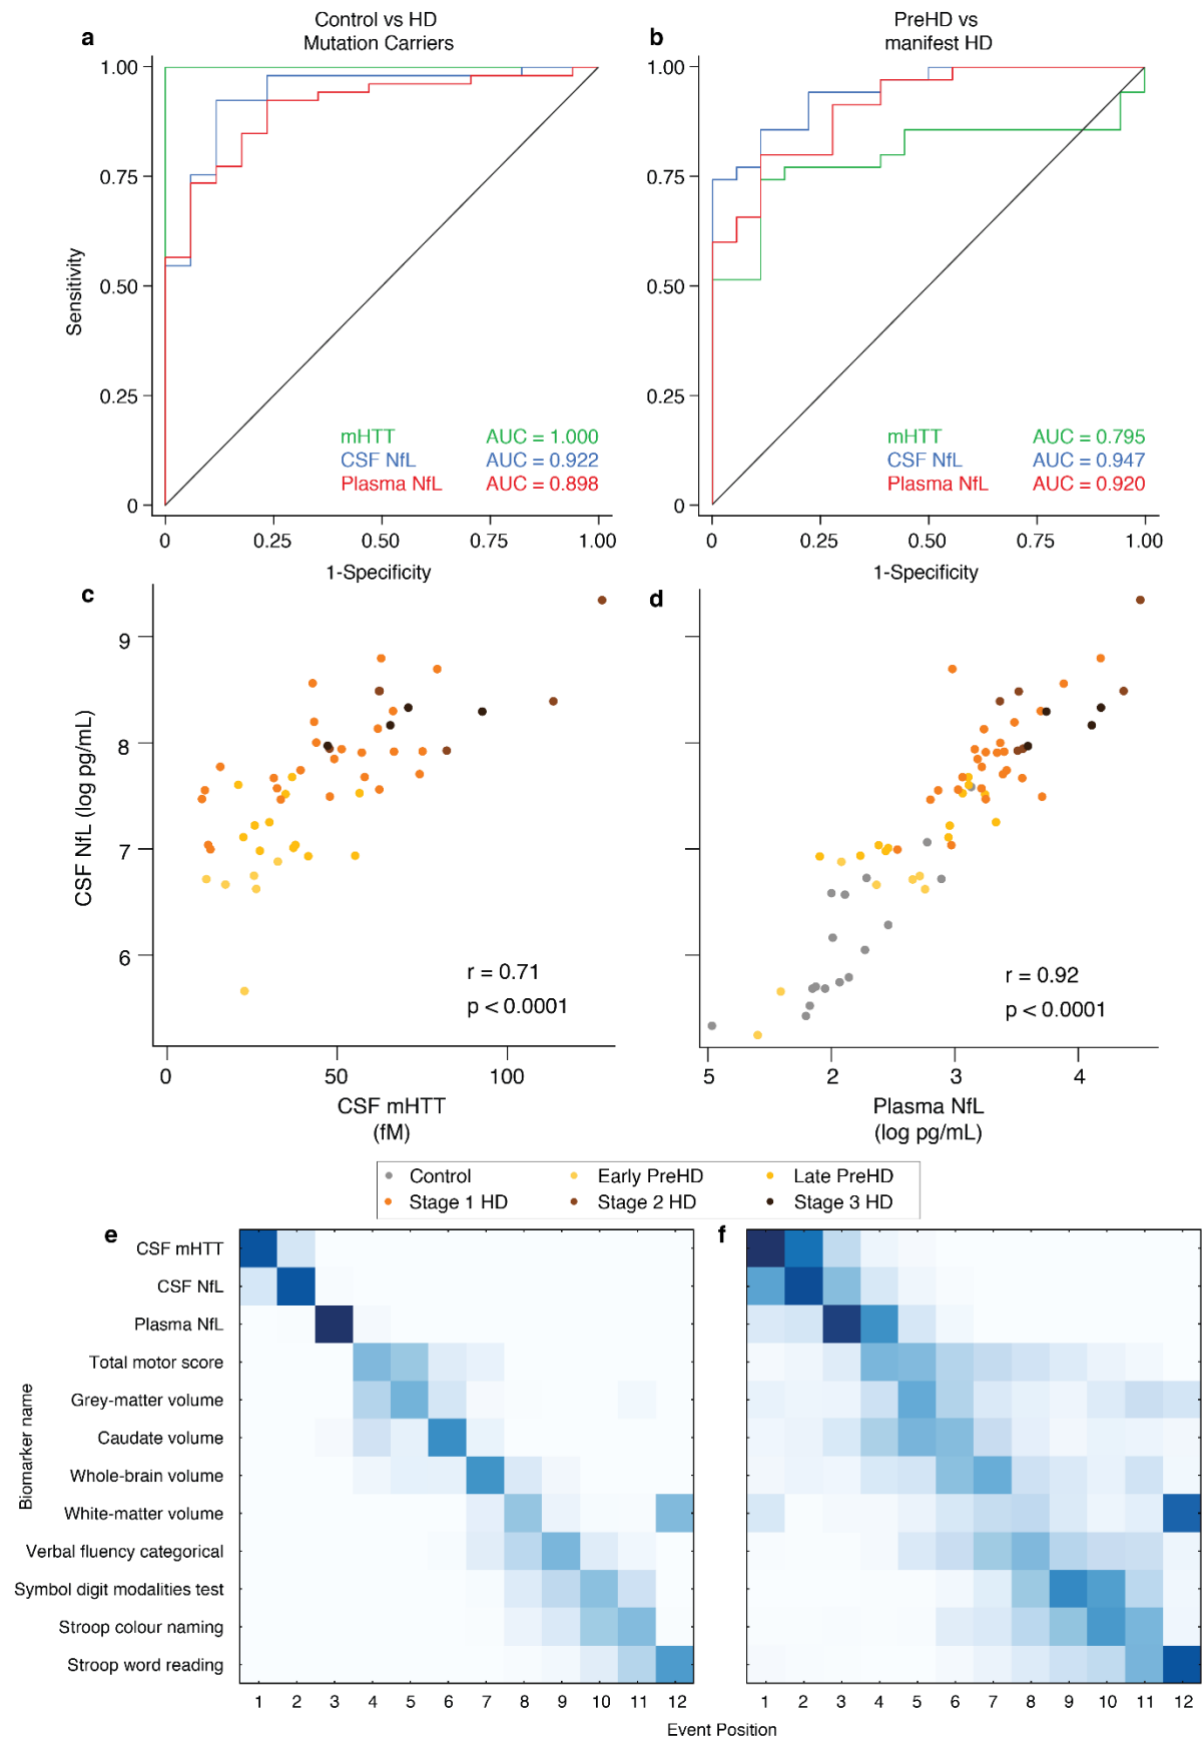 a
Control vs HD
Mutation Carriers
b
PreHD vs
manifest HD
1.00
0.75
0.50
0.25
0
Sensitivity
mHTT AUC = 1.000
CSF NfL AUC = 0.922
Plasma NfL AUC = 0.898
0 0.25 0.50 0.75 1.00
1-Specificity
1.00
0.75
0.50
0.25
0
mHTT AUC = 0.795
CSF NfL AUC = 0.947
Plasma NfL AUC = 0.920
0 0.25 0.50 0.75 1.00
1-Specificity
c
9
8
7
6
CSF NfL (log pg/mL)
r = 0.71
p < 0.0001
0 50 100
CSF mHTT
(fM)
d
r = 0.92
p < 0.0001
5 2 3 4
Plasma NfL
(log pg/mL)
Control Early PreHD Late PreHD
Stage 1 HD Stage 2 HD Stage 3 HD
e
f
Biomarker name
CSF mHTT
CSF NfL
Plasma NfL
Total motor score
Grey-matter volume
Caudate volume
Whole-brain volume
White-matter volume
Verbal fluency categorical
Symbol digit modalities test
Stroop colour naming
Stroop word reading
1 2 3 4 5 6 7 8 9 10 11 12
1 2 3 4 5 6 7 8 9 10 11 12
Event Position